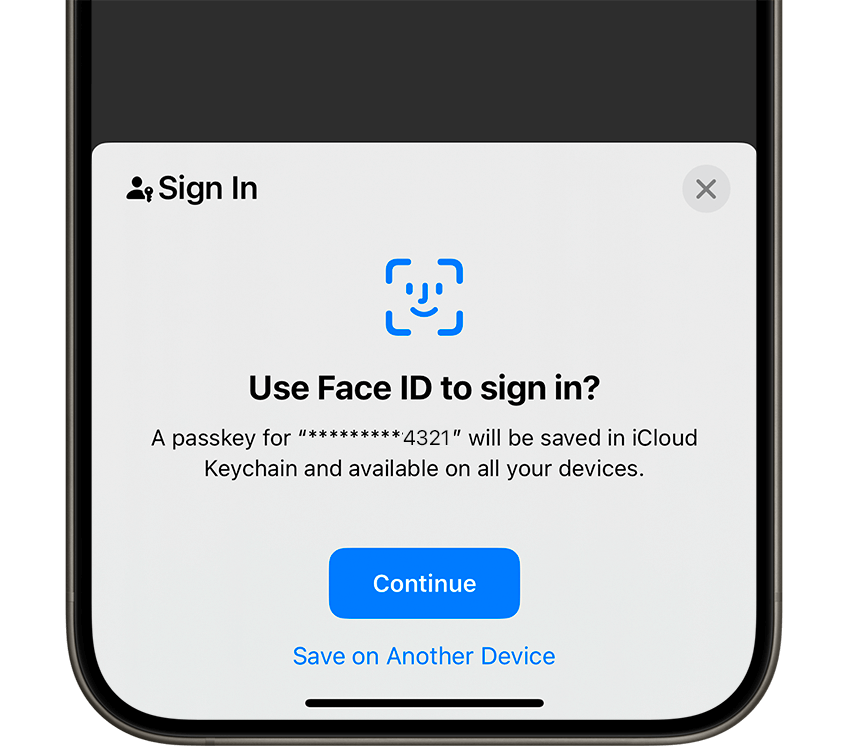 Sign In
Use Face ID to sign in?
A passkey for “*********4321” will be saved in iCloud
Keychain and available on all your devices.
Continue
Save on Another Device